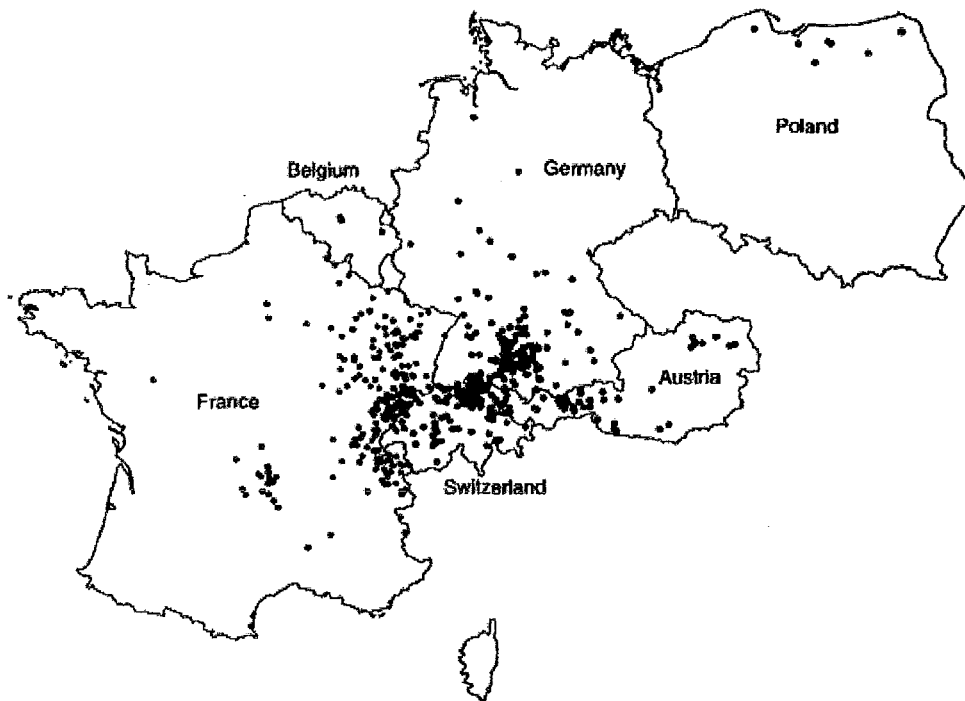 Poland
Belgium
Germany
Austria
France
Switzerland